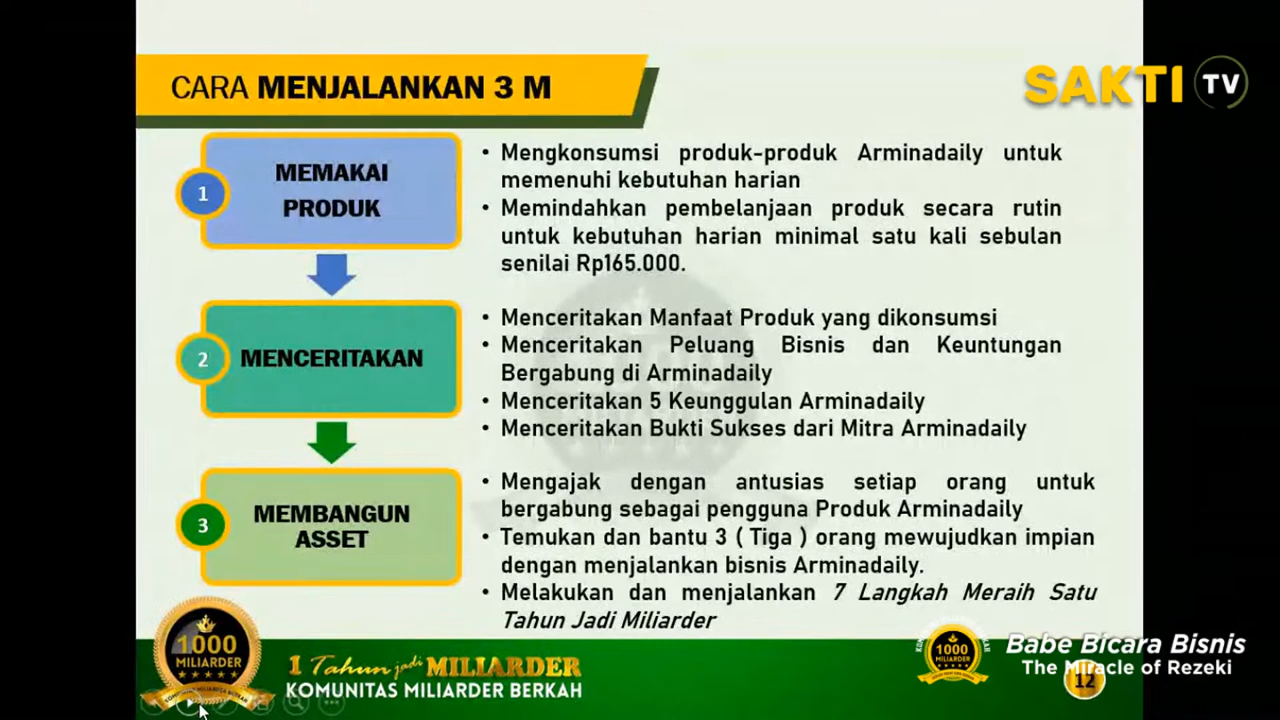 CARA MENJALANKAN 3 M
SAKTI TV
1
MEMAKAI
PRODUK
• Mengkonsumsi produk-produk Arminadaily untuk
memenuhi kebutuhan harian
• Memindahkan pembelanjaan produk secara rutin
untuk kebutuhan harian minimal satu kali sebulan
senilai Rp165.000.
2
MENCERITAKAN
• Menceritakan Manfaat Produk yang dikonsumsi
• Menceritakan Peluang Bisnis dan Keuntungan
Bergabung di Arminadaily
• Menceritakan 5 Keunggulan Arminadaily
• Menceritakan Bukti Sukses dari Mitra Arminadaily
3
MEMBANGUN
ASSET
• Mengajak dengan antusias setiap orang untuk
bergabung sebagai pengguna Produk Arminadaily
• Temukan dan bantu 3 ( Tiga ) orang mewujudkan impian
dengan menjalankan bisnis Arminadaily.
• Melakukan dan menjalankan 7 Langkah Meraih Satu
Tahun Jadi Miliarder
1000
MILIARDER
1 Tahun jadi MILIARDER
KOMUNITAS MILIARDER BERKAH
1000
MILIARDER
Babe Bicara Bisnis
The Miracle of Rezeki
12